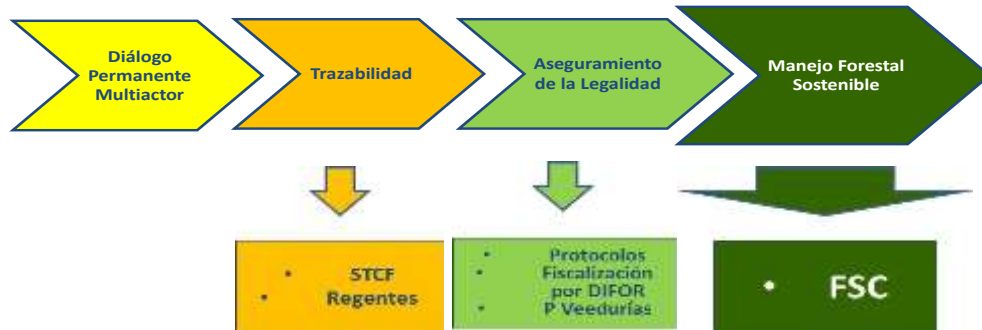 Diálogo
Permanente
Multiactor
Trazabilidad
Aseguramiento
de la Legalidad
Manejo Forestal
Sostenible
• STCF
• Regentes
• Protocolos
• Fiscalización
por DIFOR
• P Veedurías
• FSC